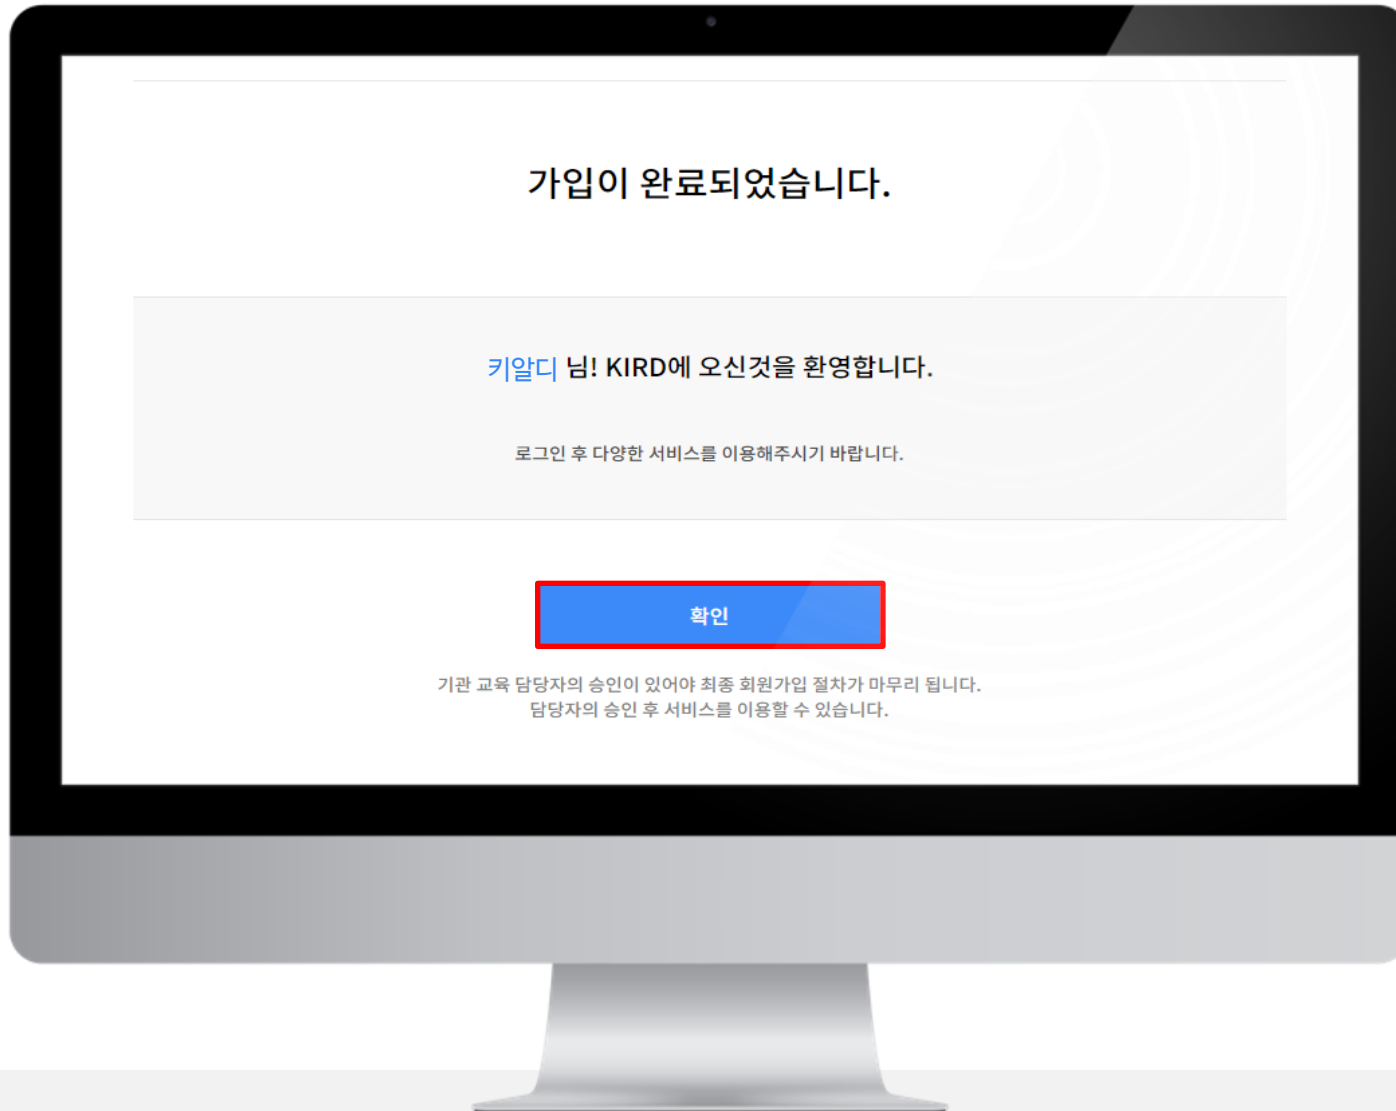 가입이 완료되었습니다.
키알디 님! KIRD에 오신것을 환영합니다.
로그인 후 다양한 서비스를 이용해주시기 바랍니다.
확인
기관 교육 담당자의 승인이 있어야 최종 회원가입 절차가 마무리 됩니다.
담당자의 승인 후 서비스를 이용할 수 있습니다.